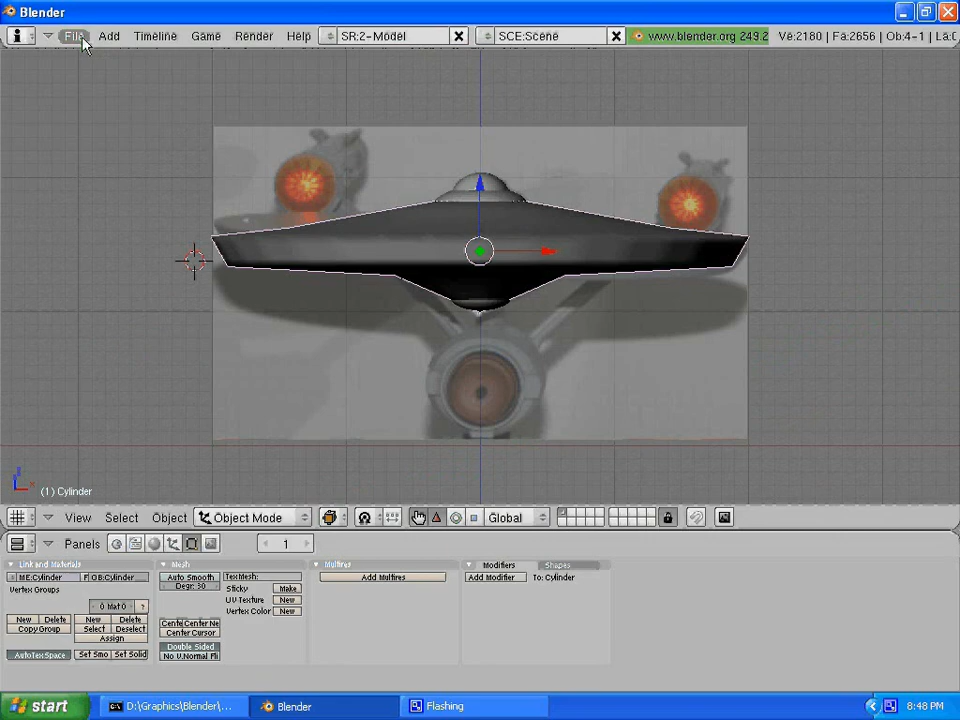 Blender
File Add Timeline Game Render Help SR:2-Model SCE:Scene www.blender.org 249.2 Ve:2180 | Fa:2656 | Ob:4-1 | La:0
(1) Cylinder
View Select Object Object Mode Global
Panels 1
Link and Materials Mesh Multires Modifiers Shapes
ME:Cylinder F OB:Cylinder Auto Smooth TexMesh: Add Multires Add Modifier To: Cylinder
Degr: 30
Vertex Groups Sticky Make
UV Texture New
0 Mat 0 ? Vertex Color New
New Delete New Delete
Copy Group Select Deselect Center Cursor
Assign
Double Sided
AutoTexSpace Set Smo Set Solid No V.Normal Fli
start D:\Graphics\Blender\... Blender Flashing 8:48 PM